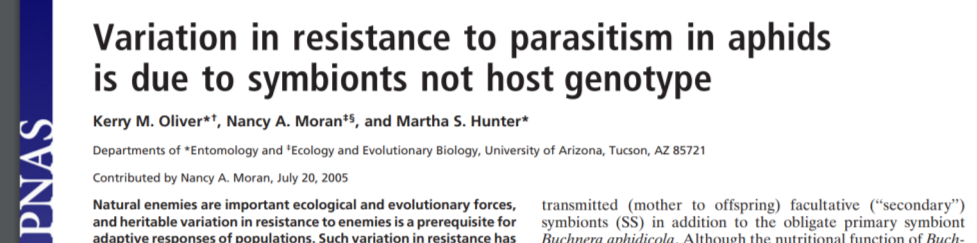 PNAS
Variation in resistance to parasitism in aphids
is due to symbionts not host genotype
Kerry M. Oliver*†, Nancy A. Moran‡§, and Martha S. Hunter*
Departments of *Entomology and ‡Ecology and Evolutionary Biology, University of Arizona, Tucson, AZ 85721
Contributed by Nancy A. Moran, July 20, 2005
Natural enemies are important ecological and evolutionary forces,
and heritable variation in resistance to enemies is a prerequisite for
adaptive responses of populations. Such variation in resistance has
transmitted (mother to offspring) facultative (“secondary”)
symbionts (SS) in addition to the obligate primary symbiont
Buchnera aphidicola. Although the nutritional function of Buch-